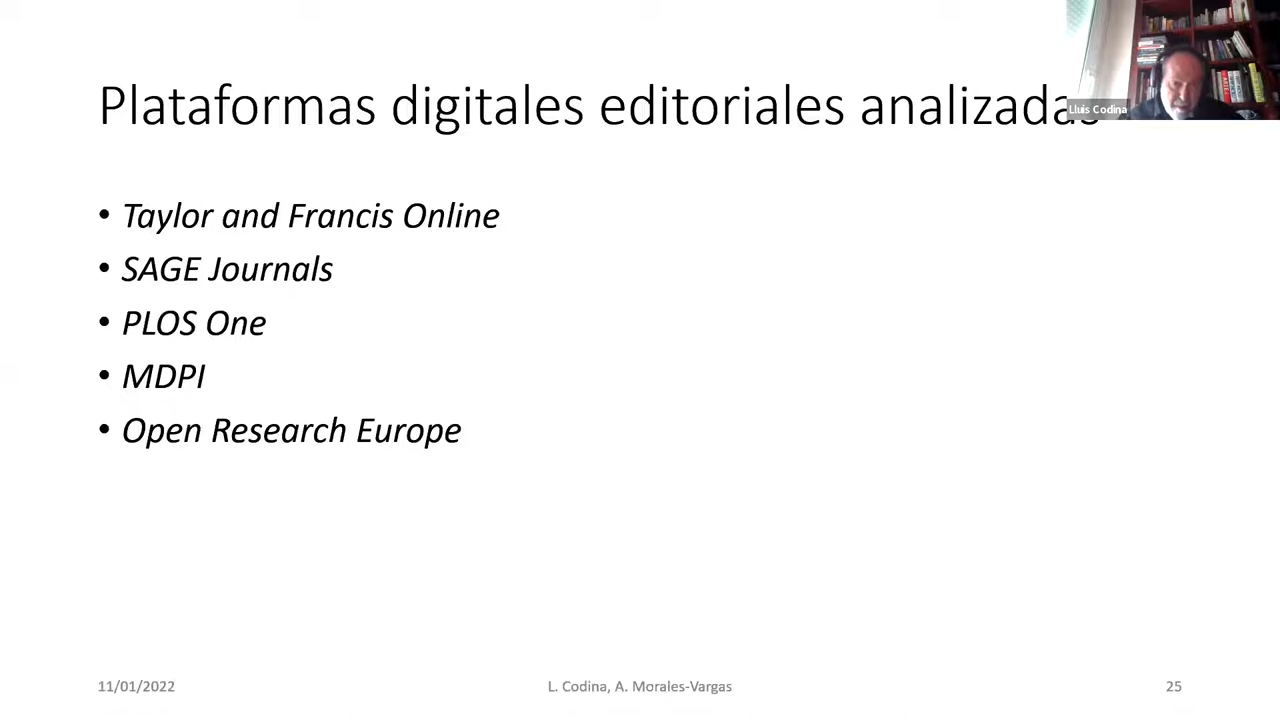 Plataformas digitales editoriales analizadas
Lluís Codina
• Taylor and Francis Online
• SAGE Journals
• PLOS One
• MDPI
• Open Research Europe
11/01/2022
L. Codina, A. Morales-Vargas
25